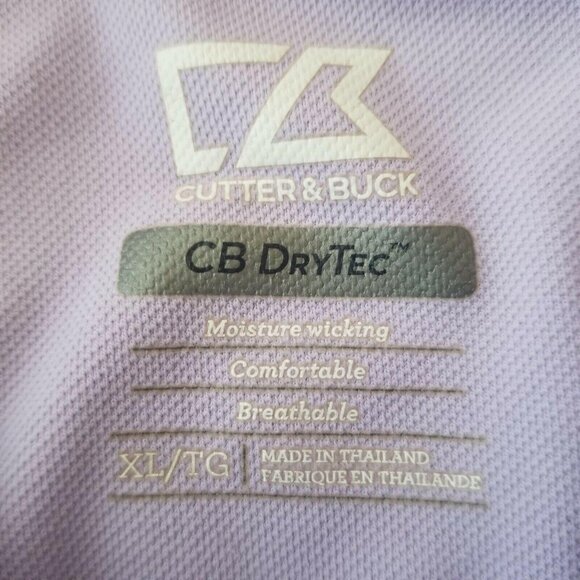 CB
CUTTER & BUCK
CB DRYTEC™
Moisture wicking
Comfortable
Breathable
XL/TG
MADE IN THAILAND
FABRIQUE EN THAILANDE